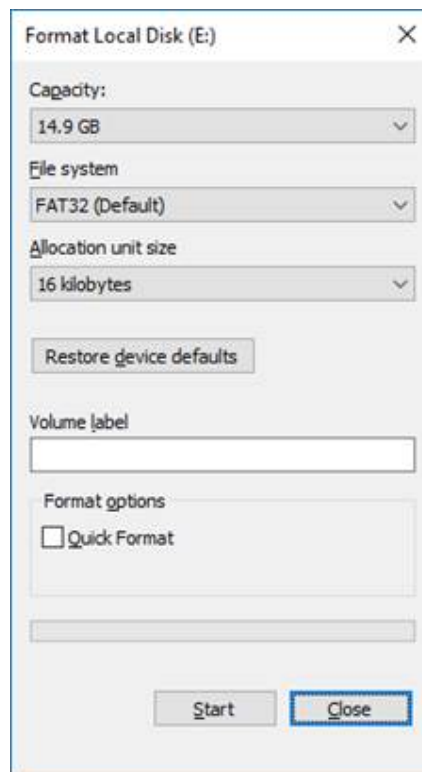 Format Local Disk (E:)
Capacity:
14.9 GB
File system
FAT32 (Default)
Allocation unit size
16 kilobytes
Restore device defaults
Volume label
Format options
Quick Format
Start
Close